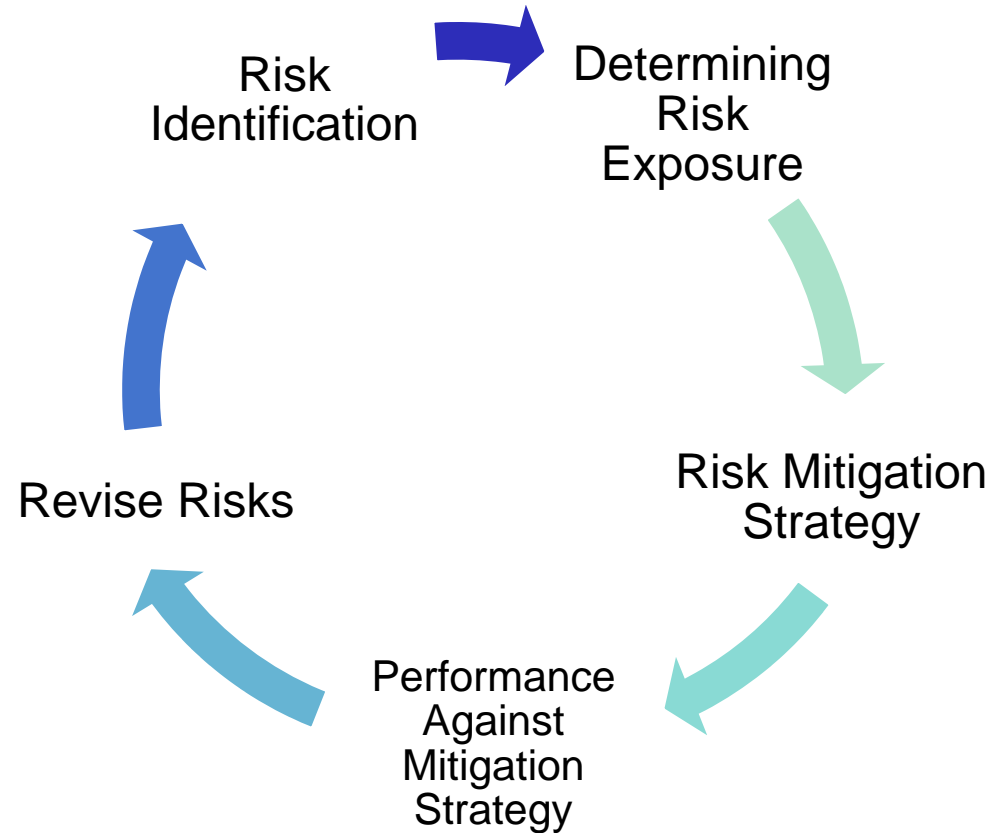 Risk
Identification
Determining
Risk
Exposure
Risk Mitigation
Strategy
Performance
Against
Mitigation
Strategy
Revise Risks